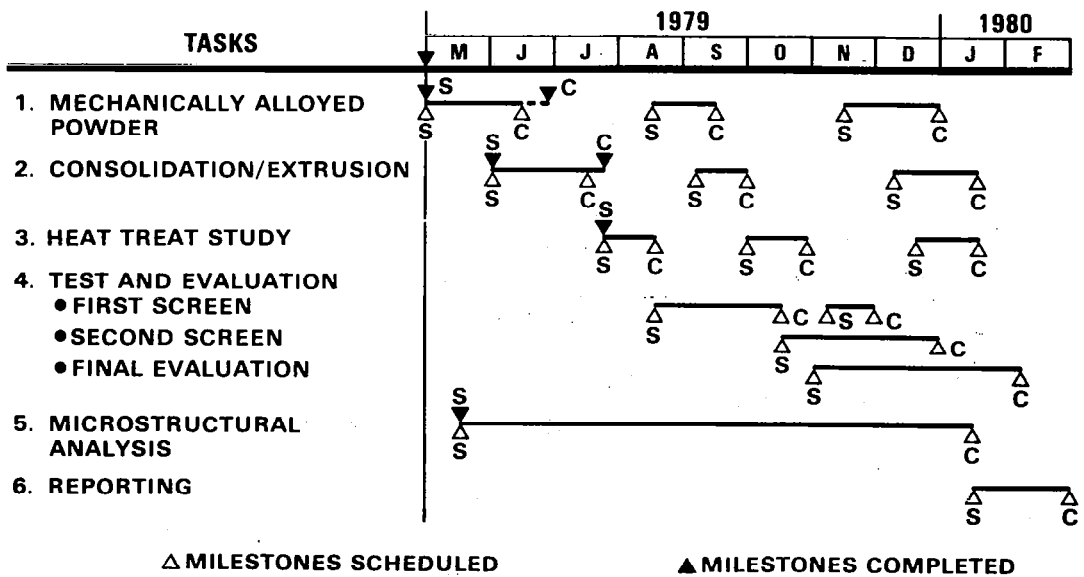 1979 1980
TASKS
M J J A S O N D J F
S C
1. MECHANICALLY ALLOYED
POWDER
S C S C S C
S C
2. CONSOLIDATION/EXTRUSION
S C S C S C
S
3. HEAT TREAT STUDY
S C S C S C
4. TEST AND EVALUATION
•FIRST SCREEN
S C S C
•SECOND SCREEN
S C
•FINAL EVALUATION
S C
S
5. MICROSTRUCTURAL
ANALYSIS
S C
6. REPORTING
S C
△MILESTONES SCHEDULED ▲MILESTONES COMPLETED